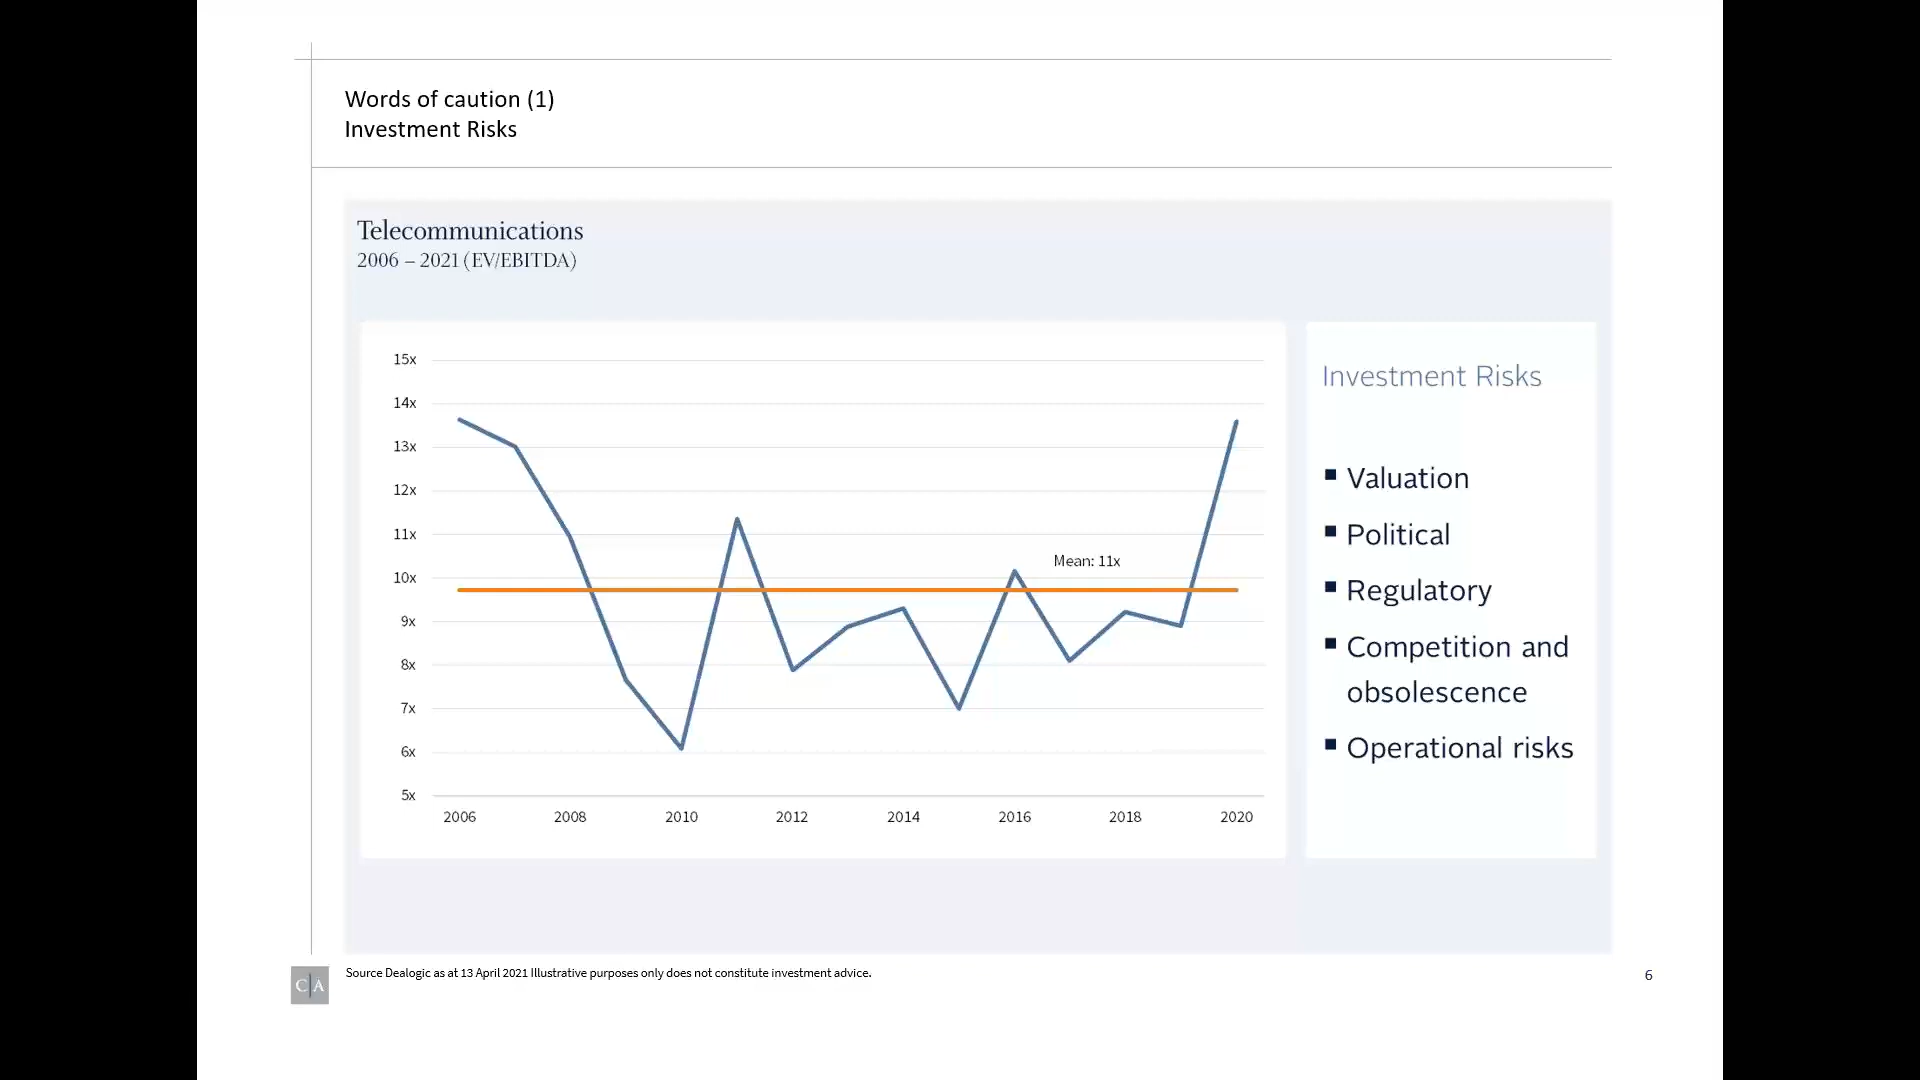 Words of caution (1)
Investment Risks
Telecommunications
2006 – 2021 (EV/EBITDA)
15x
14x
13x
12x
11x
10x
9x
8x
7x
6x
5x
Mean: 11x
2006 2008 2010 2012 2014 2016 2018 2020
Investment Risks
▪ Valuation
▪ Political
▪ Regulatory
▪ Competition and
obsolescence
▪ Operational risks
C|A
Source Dealogic as at 13 April 2021 Illustrative purposes only does not constitute investment advice.
6